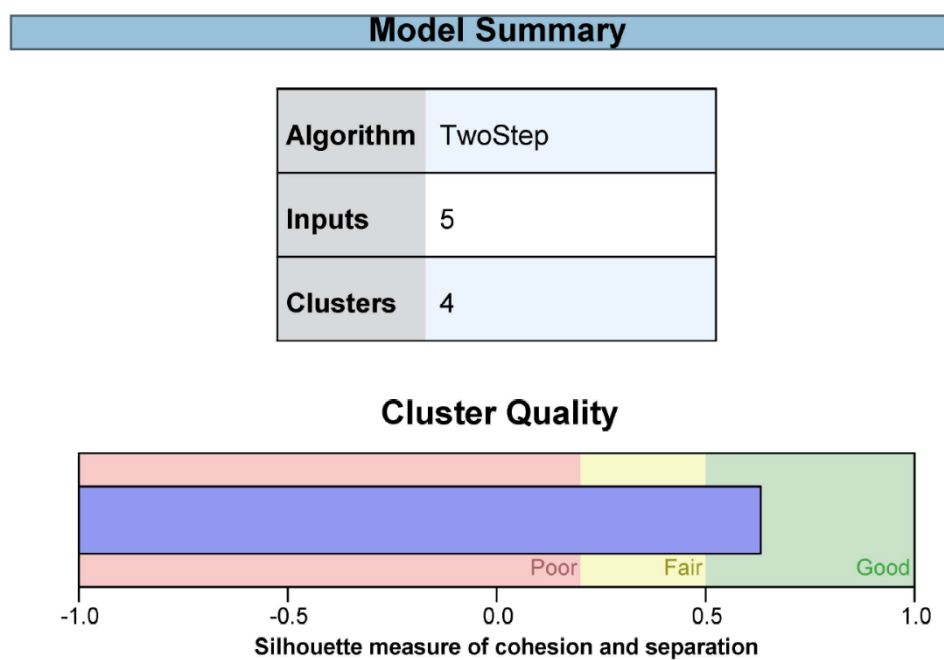 Model Summary
Algorithm TwoStep
Inputs 5
Clusters 4
Cluster Quality
Poor Fair Good
-1.0 -0.5 0.0 0.5 1.0
Silhouette measure of cohesion and separation